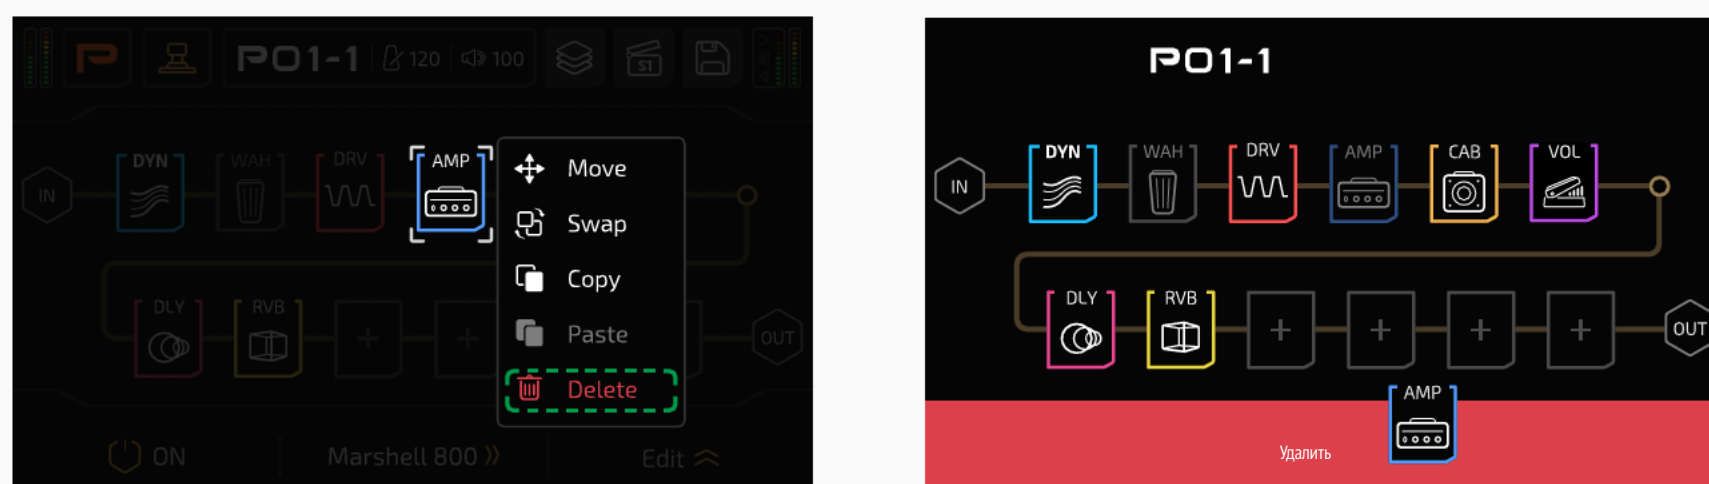 P01-1 120 100 S1
IN DYN WAH DRV AMP
Move
Swap
Copy
Paste
Delete
DLY RVB + +
OUT
ON Marshell 800 Edit
P01-1
IN DYN WAH DRV AMP CAB VOL
DLY RVB + + + + OUT
AMP
Удалить